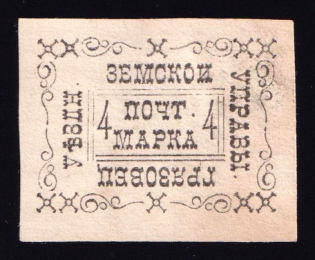 ЗЕМСКОЙ
УПРАВЫ.
ГРЯЗОВЕЦ
УѢЗДН.
4 ПОЧТ. 4
МАРКА